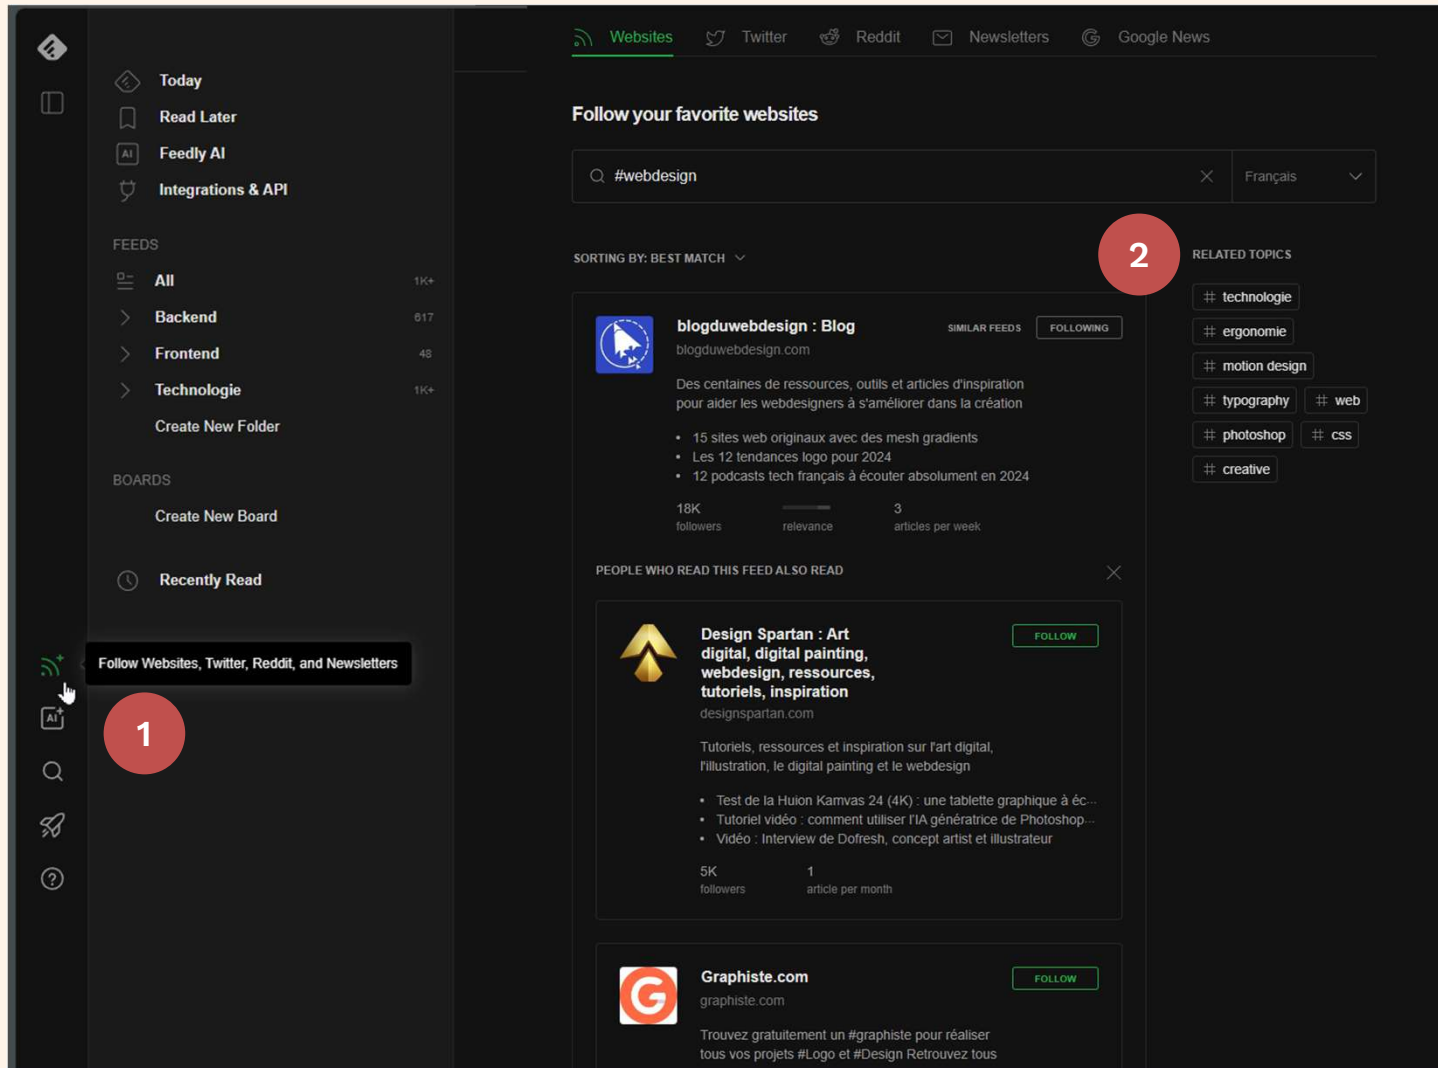 Today
Read Later
AI Feedly AI
Integrations & API
FEEDS
All 1K+
Backend 617
Frontend 48
Technologie 1K+
Create New Folder
BOARDS
Create New Board
Recently Read
Follow Websites, Twitter, Reddit, and Newsletters
AI
1
Websites Twitter Reddit Newsletters G Google News
Follow your favorite websites
#webdesign Français
SORTING BY: BEST MATCH
blogduwebdesign : Blog SIMILAR FEEDS FOLLOWING
blogduwebdesign.com
Des centaines de ressources, outils et articles d'inspiration
pour aider les webdesigners à s'améliorer dans la création
• 15 sites web originaux avec des mesh gradients
• Les 12 tendances logo pour 2024
• 12 podcasts tech français à écouter absolument en 2024
18K 3
followers relevance articles per week
PEOPLE WHO READ THIS FEED ALSO READ
Design Spartan : Art FOLLOW
digital, digital painting,
webdesign, ressources,
tutoriels, inspiration
designspartan.com
Tutoriels, ressources et inspiration sur l'art digital,
l'illustration, le digital painting et le webdesign
• Test de la Huion Kamvas 24 (4K) : une tablette graphique à éc...
• Tutoriel vidéo : comment utiliser l'IA génératrice de Photoshop...
• Vidéo : Interview de Dofresh, concept artist et illustrateur
5K 1
followers article per month
G
Graphiste.com FOLLOW
graphiste.com
Trouvez gratuitement un #graphiste pour réaliser
tous vos projets #Logo et #Design Retrouvez tous
2
RELATED TOPICS
# technologie
# ergonomie
# motion design
# typography # web
# photoshop # css
# creative